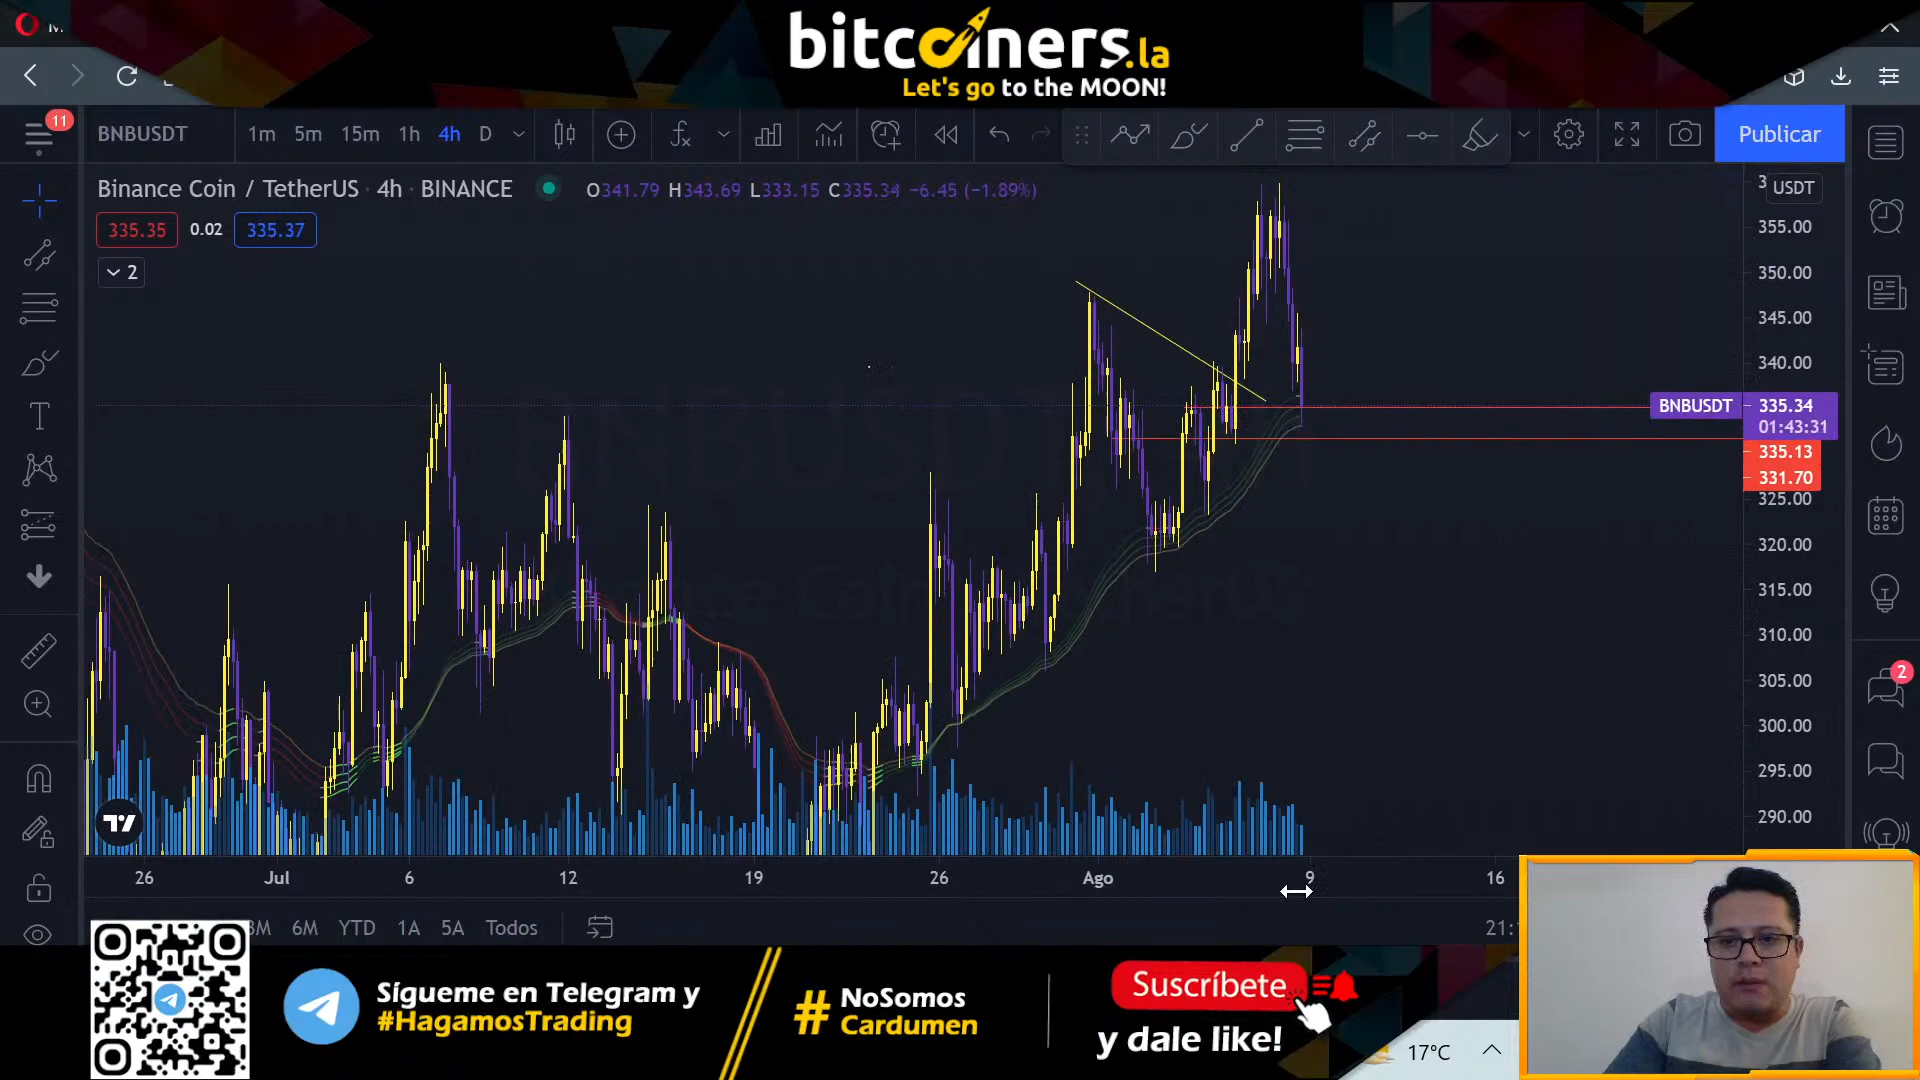 bitcoiners.la
Let's go to the MOON!
11
BNBUSDT
1m 5m 15m 1h 4h D
Publicar
Binance Coin / TetherUS · 4h · BINANCE
O341.79 H343.69 L333.15 C335.34 −6.45 (−1.89%)
335.35 0.02 335.37
2
USDT
355.00
350.00
345.00
340.00
BNBUSDT 335.34
01:43:31
335.13
331.70
325.00
320.00
315.00
310.00
305.00
300.00
295.00
290.00
2
26 Jul 6 12 19 26 Ago 9 16
6M YTD 1A 5A Todos
Sígueme en Telegram y
#HagamosTrading
# NoSomos
Cardumen
Suscríbete
y dale like!
17°C